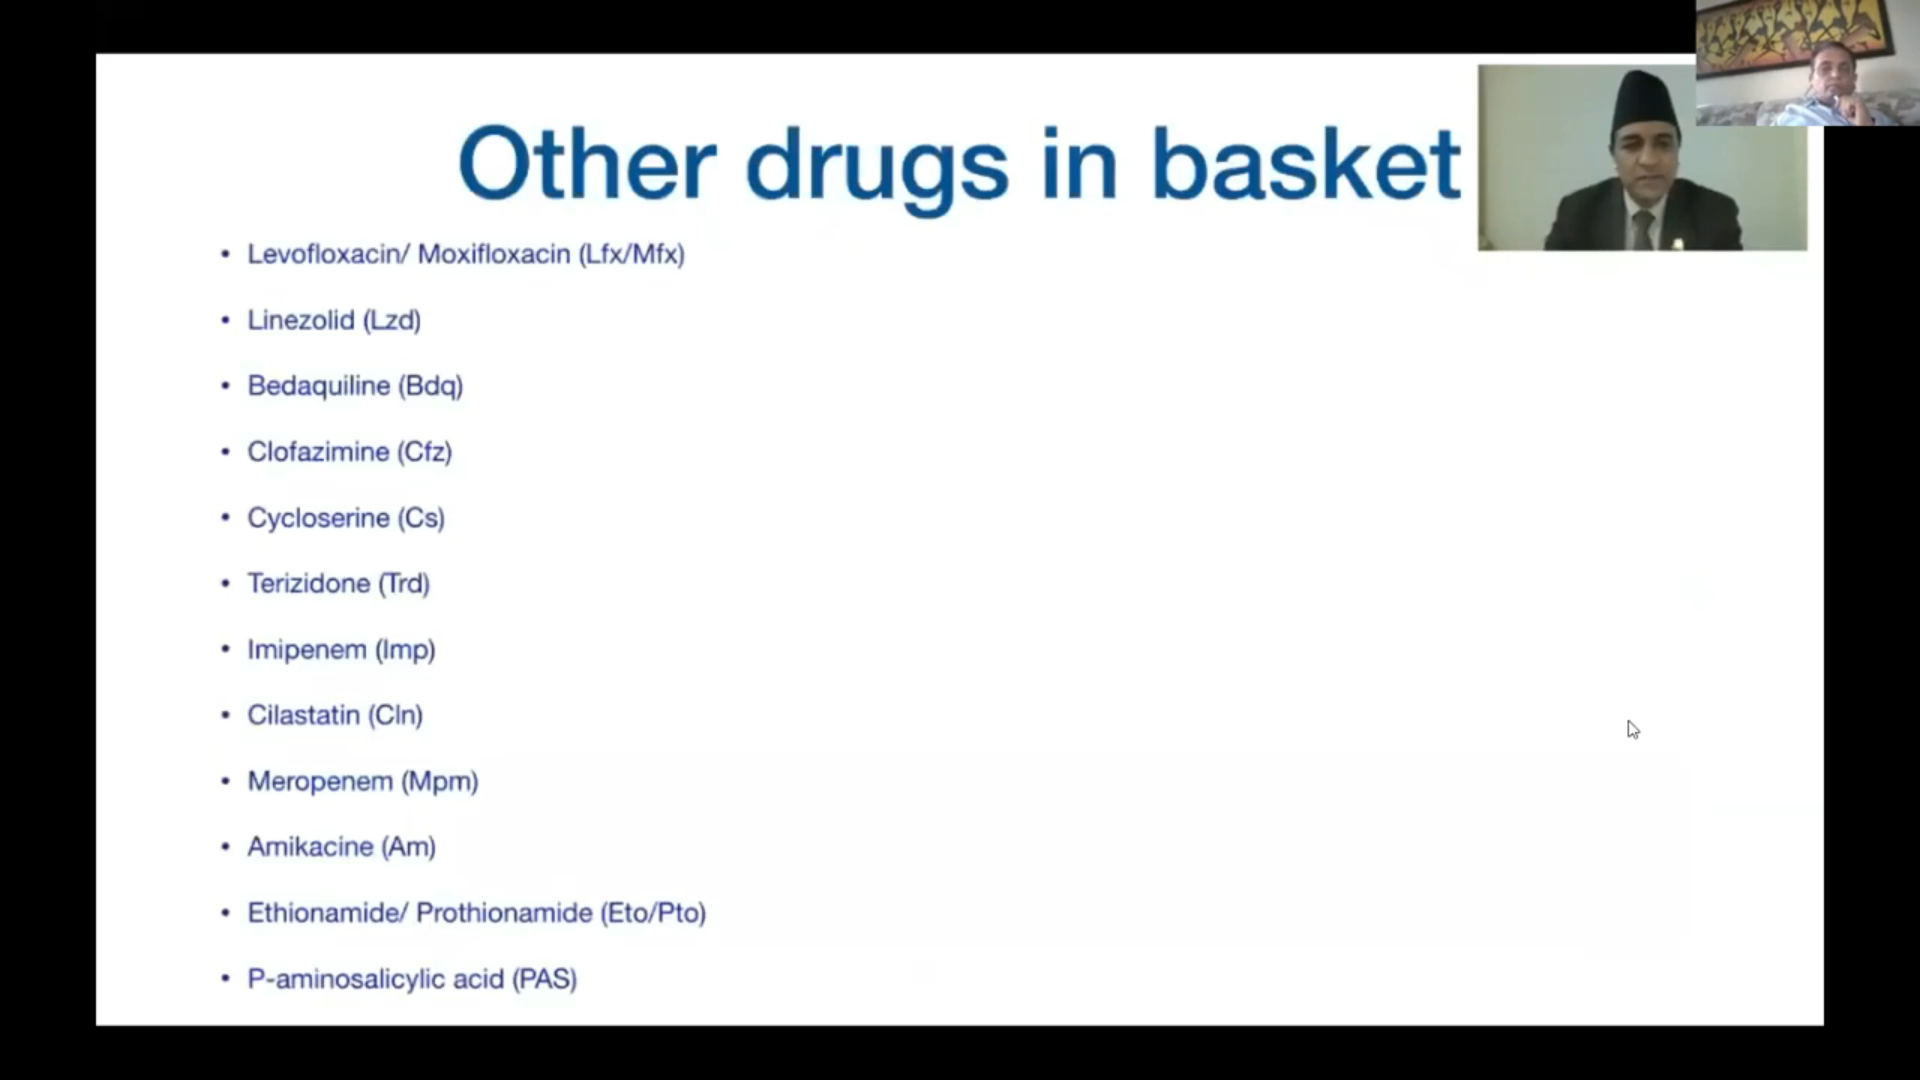 Other drugs in basket
• Levofloxacin/ Moxifloxacin (Lfx/Mfx)
• Linezolid (Lzd)
• Bedaquiline (Bdq)
• Clofazimine (Cfz)
• Cycloserine (Cs)
• Terizidone (Trd)
• Imipenem (Imp)
• Cilastatin (Cln)
• Meropenem (Mpm)
• Amikacine (Am)
• Ethionamide/ Prothionamide (Eto/Pto)
• P-aminosalicylic acid (PAS)